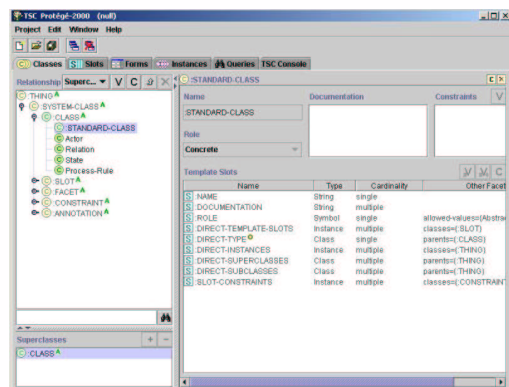 TSC Protégé-2000 (null)
Project Edit Window Help
Classes Slots Forms Instances Queries TSC Console
Relationship Superc... V C
:THING A
:SYSTEM-CLASS A
:CLASS A
:STANDARD-CLASS
Actor
Relation
State
Process-Rule
:SLOT A
:FACET A
:CONSTRAINT A
:ANNOTATION A
Superclasses + -
:CLASS A
:STANDARD-CLASS C X
Name Documentation Constraints V
:STANDARD-CLASS
Role
Concrete
Template Slots V V C
Name Type Cardinality Other Facet
:NAME String single
:DOCUMENTATION String multiple
:ROLE Symbol single allowed-values={Abstra
:DIRECT-TEMPLATE-SLOTS Instance multiple classes={:SLOT}
:DIRECT-TYPE Class single parents={:CLASS}
:DIRECT-INSTANCES Instance multiple classes={:THING}
:DIRECT-SUPERCLASSES Class multiple parents={:THING}
:DIRECT-SUBCLASSES Class multiple parents={:THING}
:SLOT-CONSTRAINTS Instance multiple classes={:CONSTRAINT